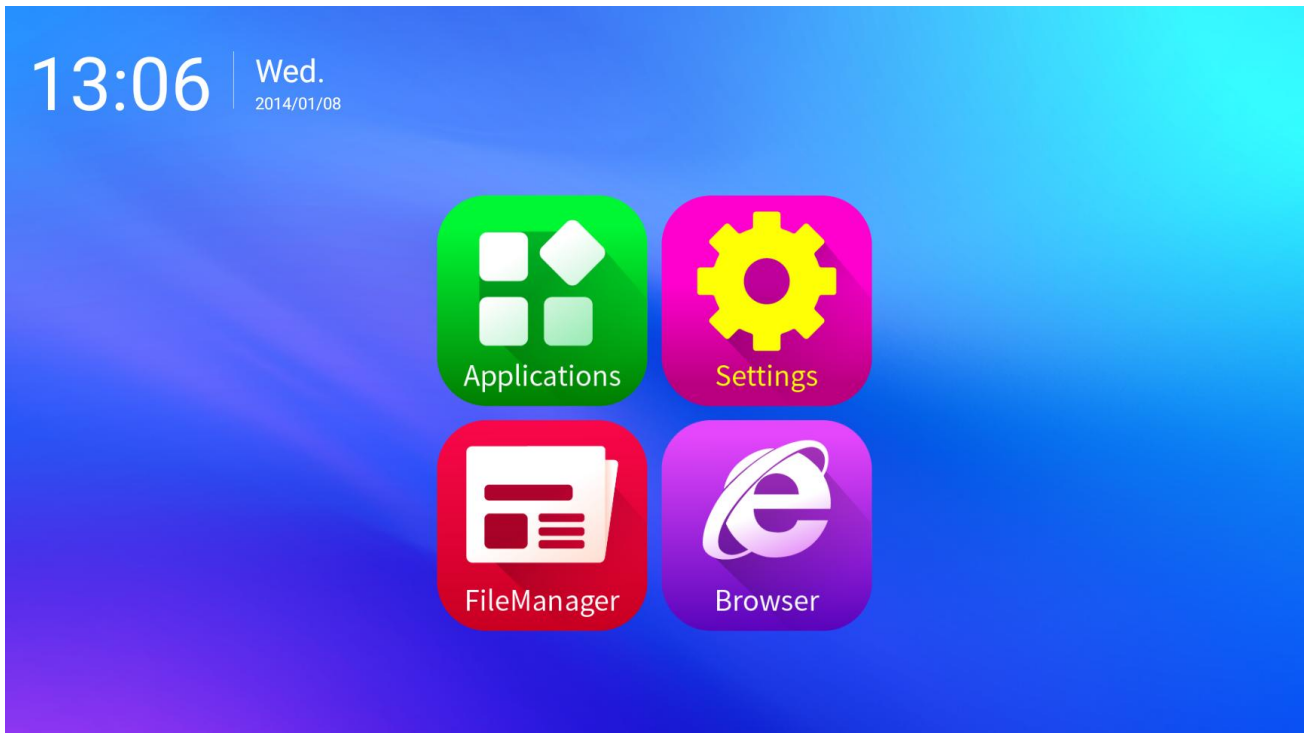 13:06
Wed.
2014/01/08
Applications
Settings
FileManager
Browser